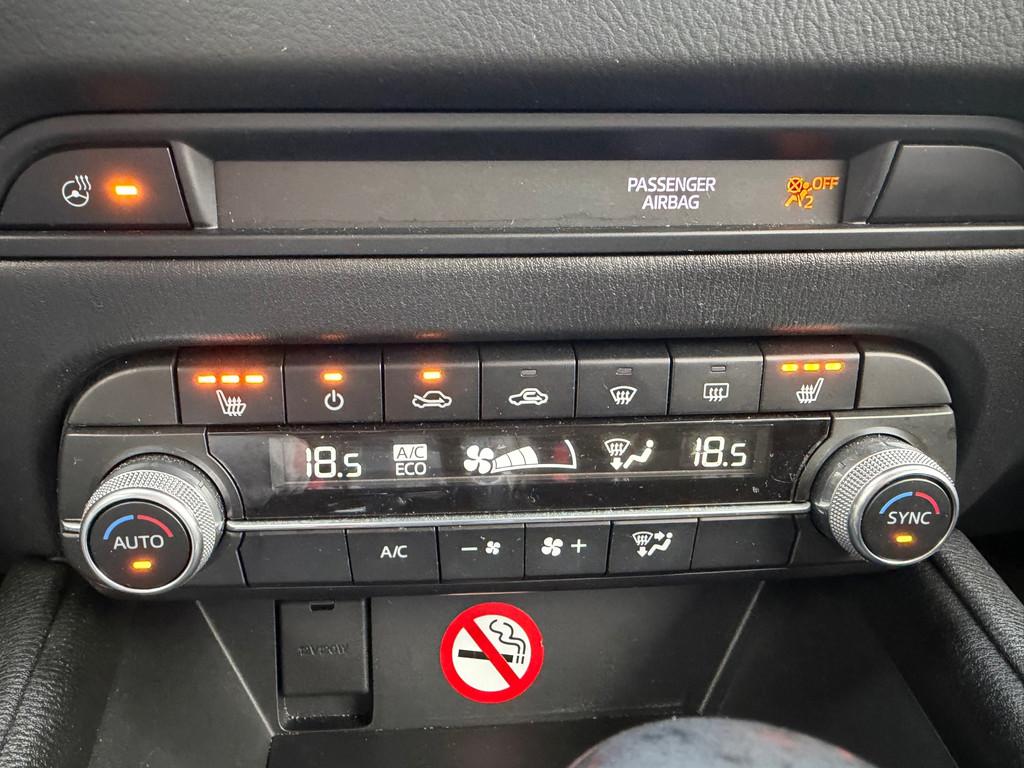 PASSENGER
AIRBAG
OFF
2
18.5
A/C
ECO
18.5
AUTO
A/C
- +
SYNC